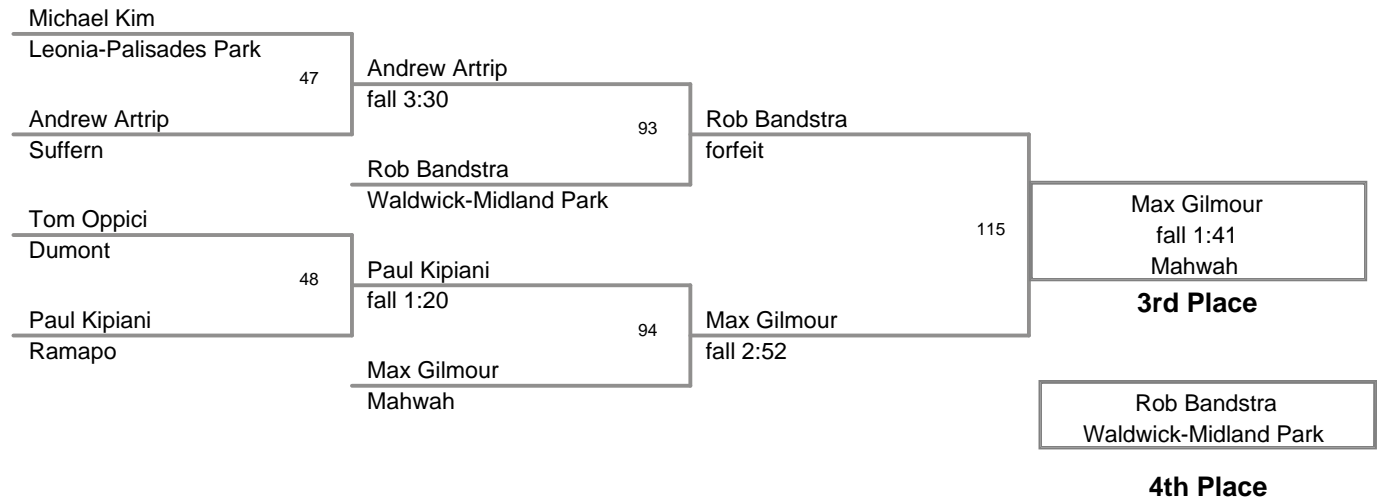 Michael Kim
Leonia-Palisades Park
47
Andrew Artrip
Suffern
Andrew Artrip
fall 3:30
93
Rob Bandstra
Waldwick-Midland Park
Rob Bandstra
forfeit
Tom Oppici
Dumont
48
Paul Kipiani
Ramapo
Paul Kipiani
fall 1:20
94
Max Gilmour
Mahwah
Max Gilmour
fall 2:52
115
Max Gilmour
fall 1:41
Mahwah
3rd Place
Rob Bandstra
Waldwick-Midland Park
4th Place